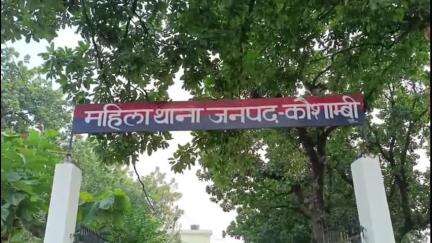 महिला थाना जनपद-कौशाम्बी